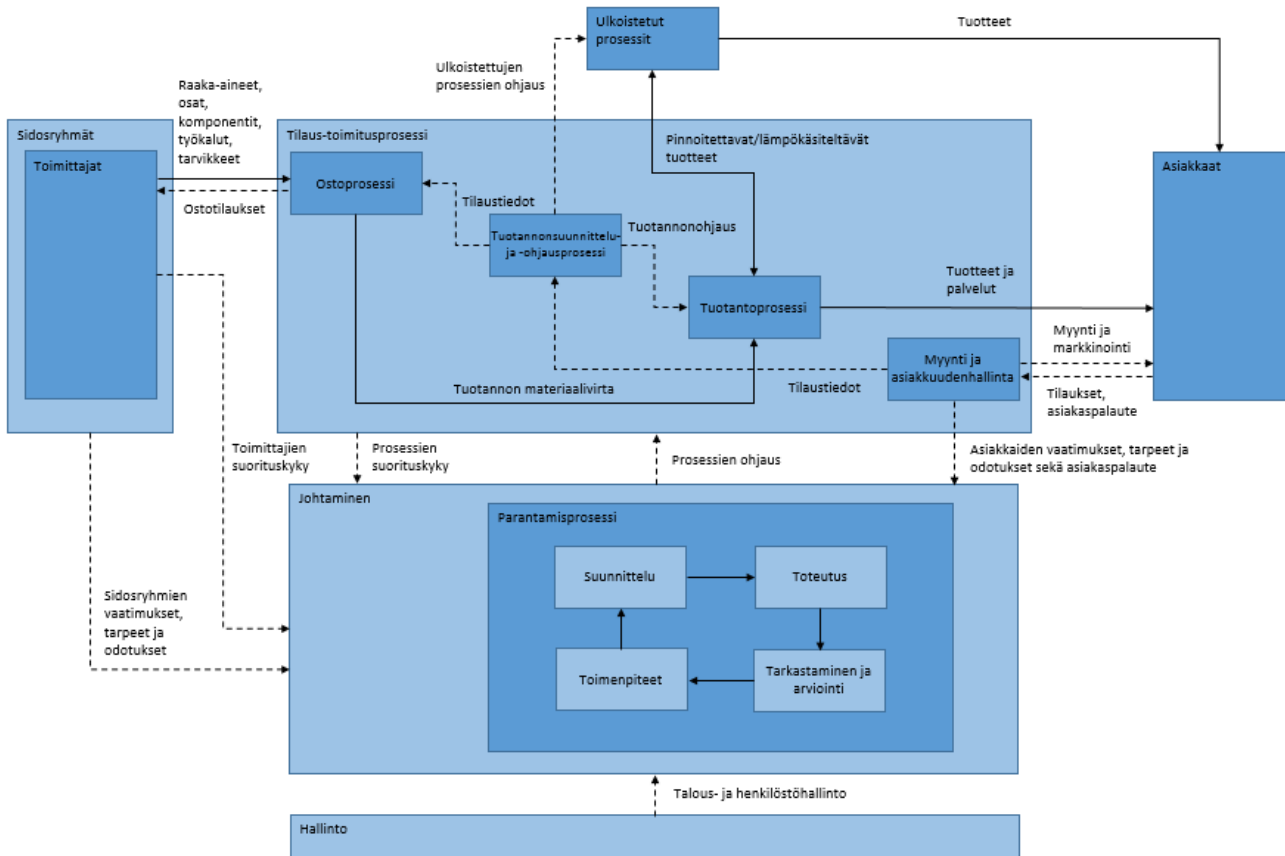 Ulkoistetut
prosessit
Tuotteet
Ulkoistettujen
prosessien ohjaus
Raaka-aineet,
osat,
komponentit,
työkalut,
tarvikkeet
Sidosryhmät
Toimittajat
Ostotilaukset
Tilaus-toimitusprosessi
Ostoprosessi
Tilaustiedot
Pinnoitettavat/lämpökäsiteltävät
tuotteet
Tuotannonsuunnittelu-
ja -ohjausprosessi
Tuotannonohjaus
Tuotantoprosessi
Asiakkaat
Tuotteet ja
palvelut
Myynti ja
asiakkuudenhallinta
Myynti ja
markkinointi
Tilaukset,
asiakaspalaute
Tilaustiedot
Tuotannon materiaalivirta
Toimittajien
suorituskyky
Prosessien
suorituskyky
Prosessien ohjaus
Asiakkaiden vaatimukset, tarpeet ja
odotukset sekä asiakaspalaute
Johtaminen
Parantamisprosessi
Suunnittelu
Toteutus
Toimenpiteet
Tarkastaminen ja
arviointi
Sidosryhmien
vaatimukset,
tarpeet ja
odotukset
Talous- ja henkilöstöhallinto
Hallinto